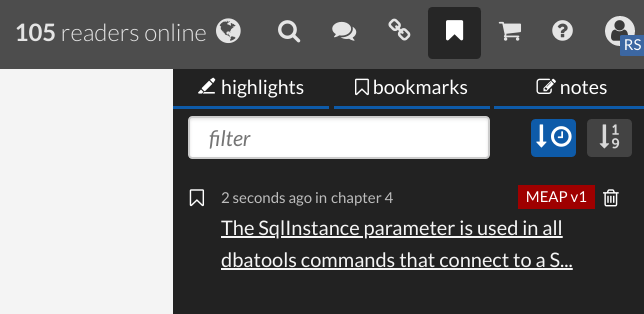 105 readers online
RS
highlights
bookmarks
notes
filter
1
9
2 seconds ago in chapter 4
MEAP v1
The SqlInstance parameter is used in all
dbatools commands that connect to a S...